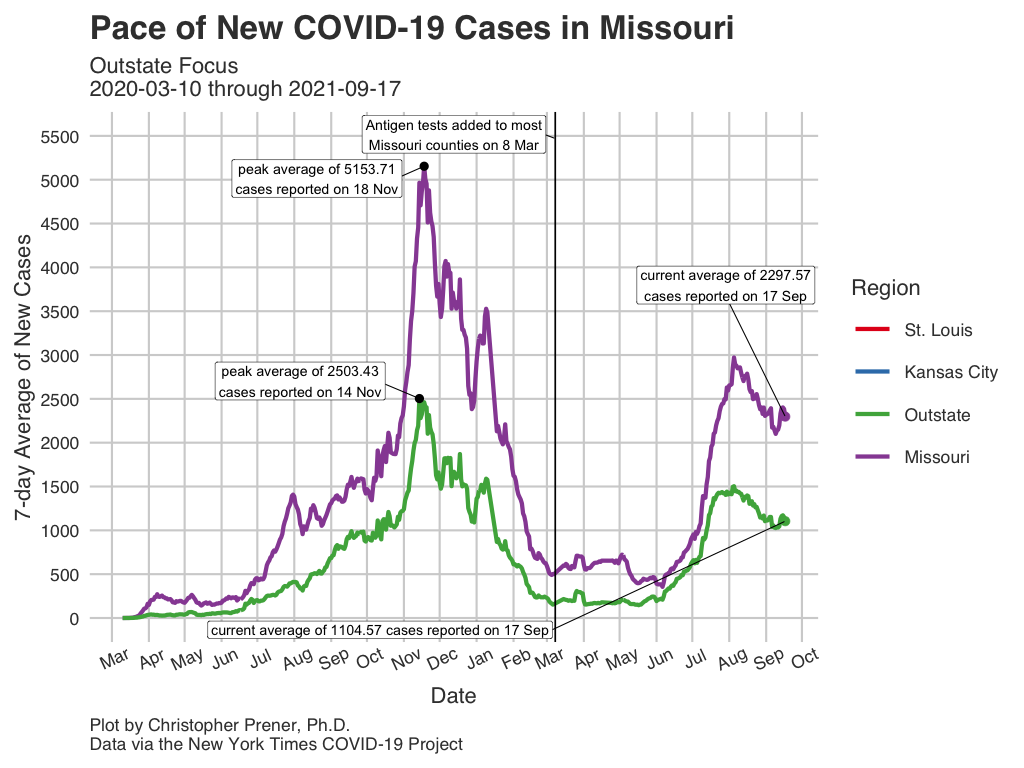 Pace of New COVID-19 Cases in Missouri
Outstate Focus
2020-03-10 through 2021-09-17
Antigen tests added to most
Missouri counties on 8 Mar
peak average of 5153.71
cases reported on 18 Nov
current average of 2297.57
cases reported on 17 Sep
peak average of 2503.43
cases reported on 14 Nov
current average of 1104.57 cases reported on 17 Sep
7-day Average of New Cases
5500
5000
4500
4000
3500
3000
2500
2000
1500
1000
500
0
Mar Apr May Jun Jul Aug Sep Oct Nov Dec Jan Feb Mar Apr May Jun Jul Aug Sep Oct
Date
Region
St. Louis
Kansas City
Outstate
Missouri
Plot by Christopher Prener, Ph.D.
Data via the New York Times COVID-19 Project